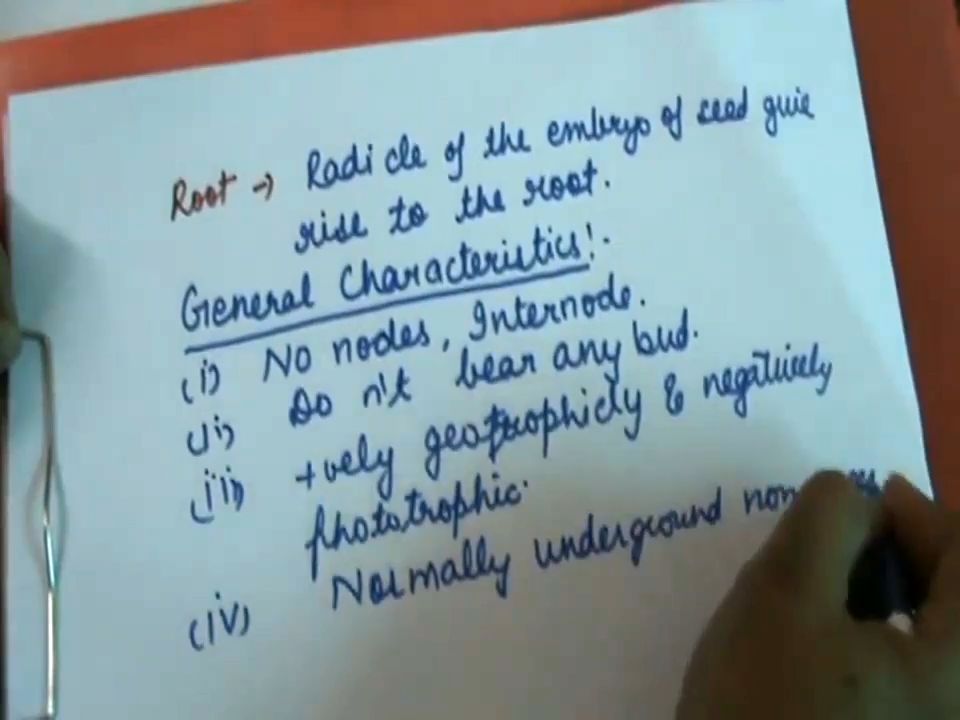 Root → Radicle of the embryo of seed give
rise to the root.
General Characteristics:-
(i) No nodes, Internode.
(ii) Do n't bear any bud.
(iii) +vely geotrophicly & negatively
phototrophic.
(iv) Normally underground non